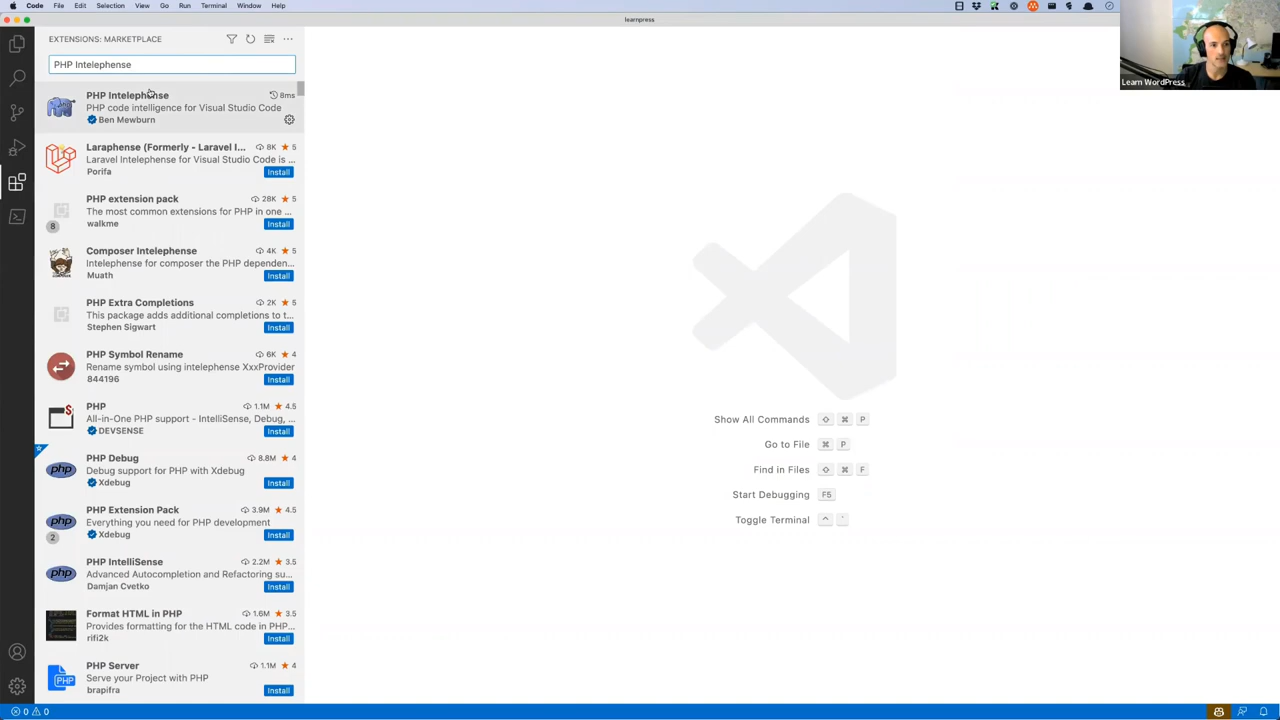 Code File Edit Selection View Go Run Terminal Window Help
learnpress
EXTENSIONS: MARKETPLACE
PHP Intelephense
PHP Intelephense 8ms
PHP code intelligence for Visual Studio Code
Ben Mewburn
Laraphense (Formerly - Laravel I... 8K ★ 5
Laravel Intelephense for Visual Studio Code is ...
Porifa Install
PHP extension pack 28K ★ 5
The most common extensions for PHP in one ...
8 walkme Install
Composer Intelephense 4K ★ 5
Intelephense for composer the PHP dependen...
Muath Install
PHP Extra Completions 2K ★ 5
This package adds additional completions to t...
Stephen Sigwart Install
PHP Symbol Rename 6K ★ 4
Rename symbol using intelephense XxxProvider
844196 Install
PHP 1.1M ★ 4.5
All-in-One PHP support - IntelliSense, Debug, ...
DEVSENSE Install
PHP Debug 8.8M ★ 4
Debug support for PHP with Xdebug
php Xdebug Install
PHP Extension Pack 3.9M ★ 4.5
Everything you need for PHP development
php 2 Xdebug Install
PHP IntelliSense 2.2M ★ 3.5
Advanced Autocompletion and Refactoring su...
php Damjan Cvetko Install
Format HTML in PHP 1.6M ★ 3.5
Provides formatting for the HTML code in PHP...
rifi2k Install
PHP Server 1.1M ★ 4
Serve your Project with PHP
PHP brapifra Install
Show All Commands ⇧ ⌘ P
Go to File ⌘ P
Find in Files ⇧ ⌘ F
Start Debugging F5
Toggle Terminal ^ `
0 0
Learn WordPress